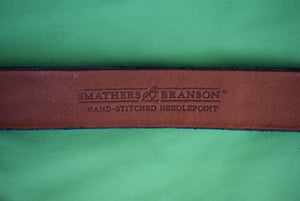 SMATHERS & BRANSON
HAND-STITCHED NEEDLEPOINT